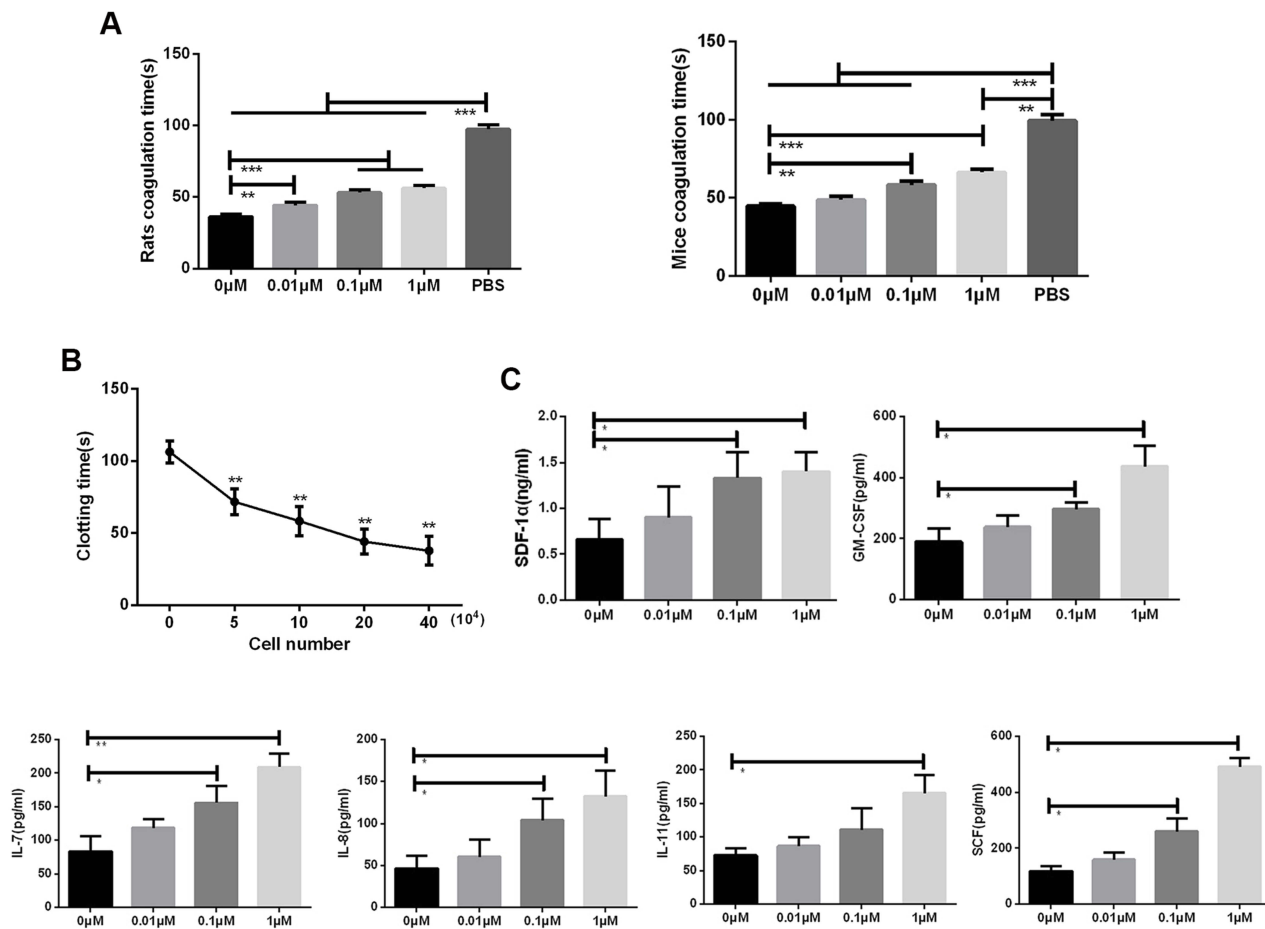 A
Rats coagulation time(s)
150
100
50
0
***
***
**
0μM 0.01μM 0.1μM 1μM PBS
Mice coagulation time(s)
150
100
50
0
***
**
***
**
0μM 0.01μM 0.1μM 1μM PBS
B
Clotting time(s)
150
100
50
0
** ** ** **
0 5 10 20 40 (10⁴)
Cell number
C
SDF-1α(ng/ml)
2.0
1.5
1.0
0.5
0.0
*
*
0μM 0.01μM 0.1μM 1μM
GM-CSF(pg/ml)
600
400
200
0
*
*
0μM 0.01μM 0.1μM 1μM
IL-7(pg/ml)
250
200
150
100
50
0
**
*
0μM 0.01μM 0.1μM 1μM
IL-8(pg/ml)
200
150
100
50
0
*
*
0μM 0.01μM 0.1μM 1μM
IL-11(pg/ml)
250
200
150
100
50
0
*
0μM 0.01μM 0.1μM 1μM
SCF(pg/ml)
600
400
200
0
*
*
0μM 0.01μM 0.1μM 1μM